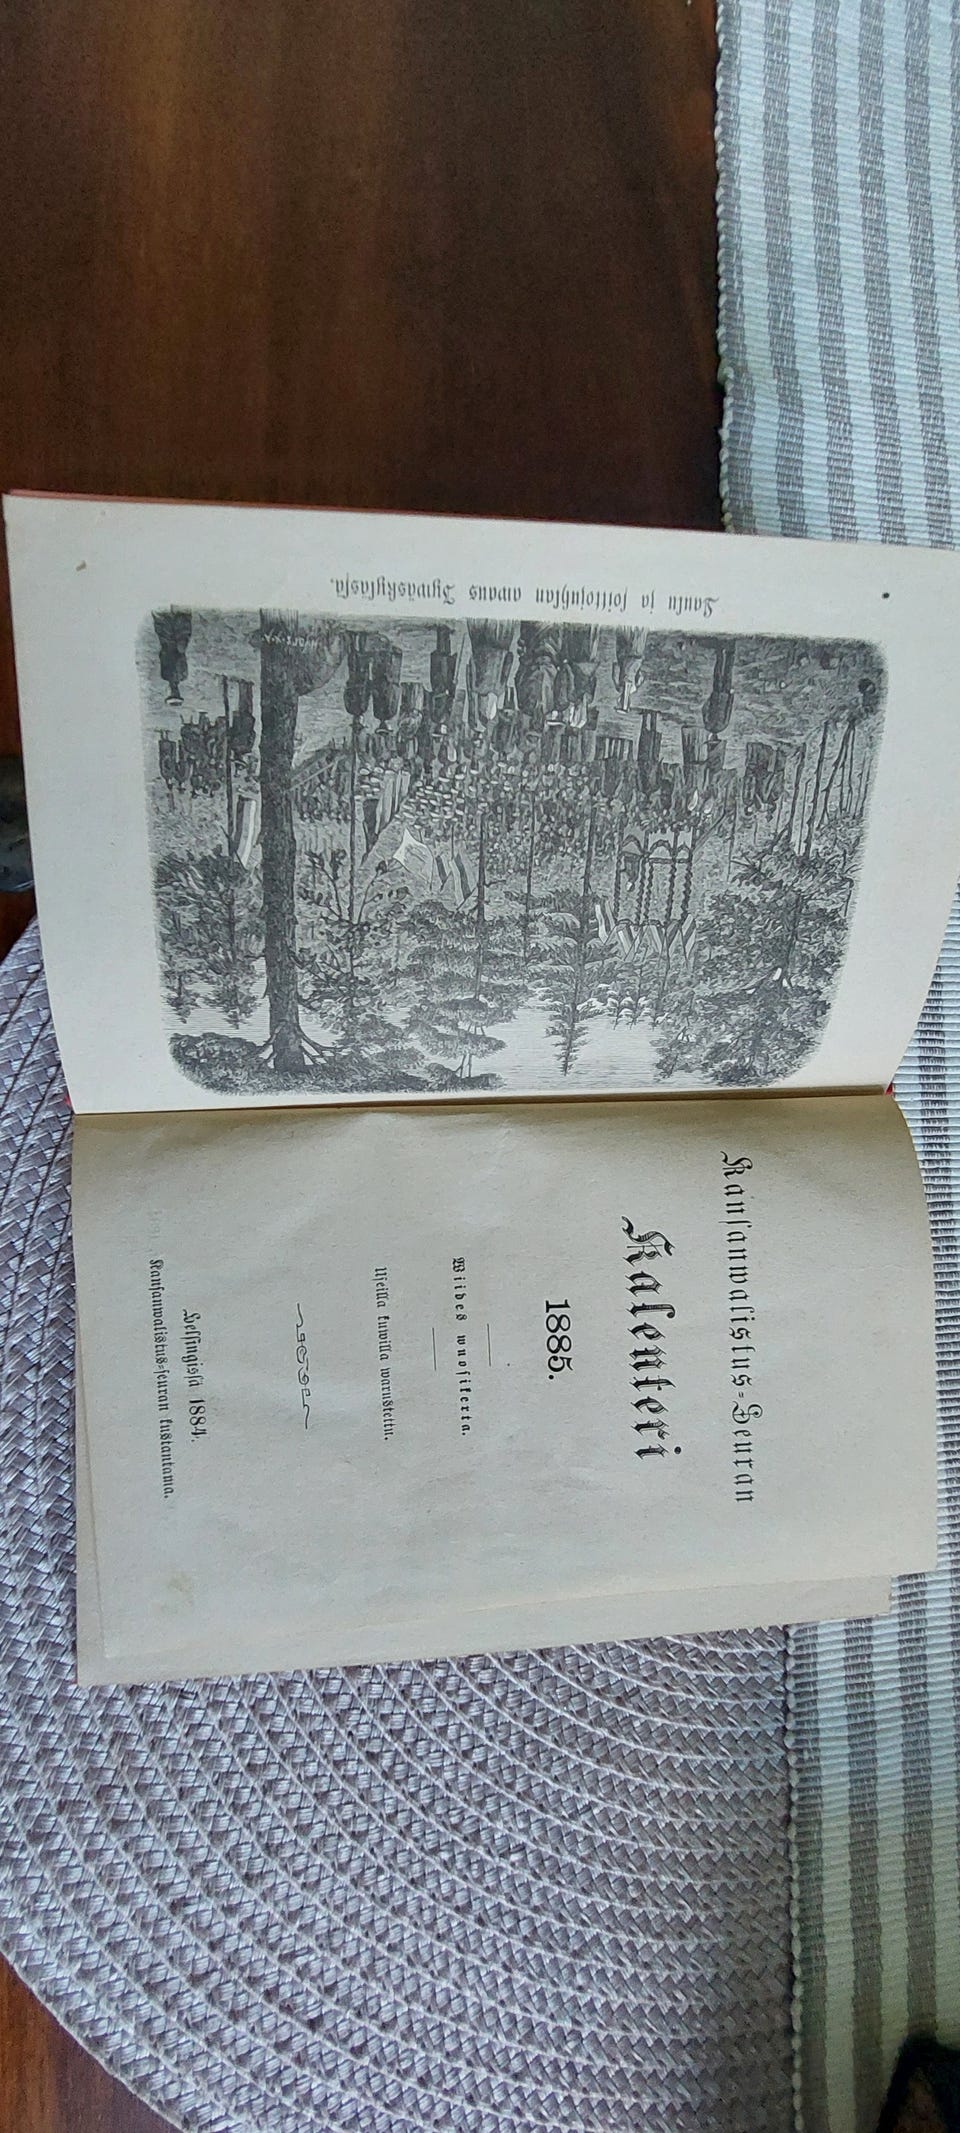 Laulu ja soittojuhlan awaus Jywäskylässä.
Kansanwalistus-Seuran
Kalenteri
1885.
Wiides wuosikerta.
Useilla kuwilla warustettu.
Helsingissä 1884.
Kansanwalistus-seuran kustantama.